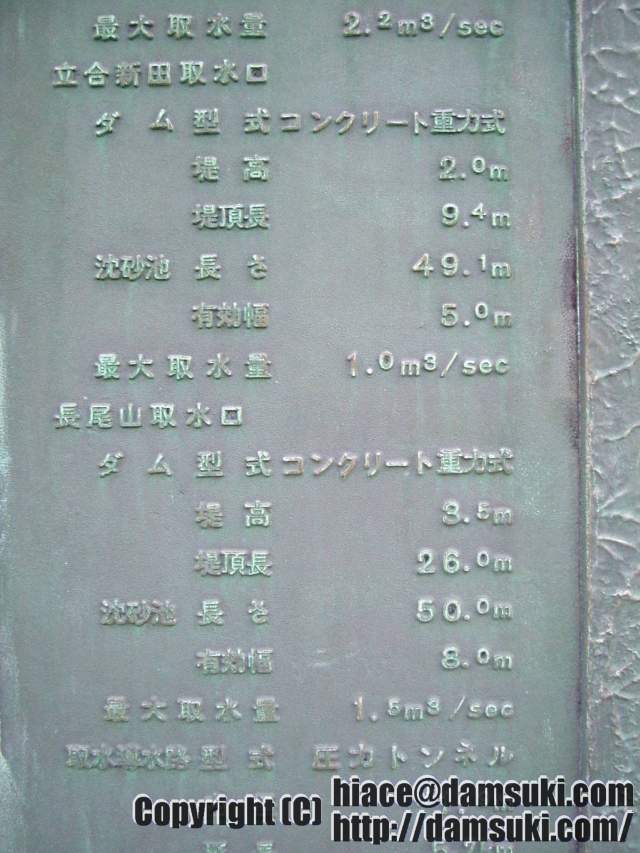 最大取水量 2.2m3/sec
立合新田取水口
ダム型式 コンクリート重力式
堤高 2.0m
堤頂長 9.4m
沈砂池 長さ 49.1m
有効幅 5.0m
最大取水量 1.0m3/sec
長尾山取水口
ダム型式 コンクリート重力式
堤高 3.5m
堤頂長 26.0m
沈砂池 長さ 50.0m
有効幅 8.0m
最大取水量 1.5m3/sec
取水導水路 型式 圧力トンネル
Copyright (C) hiace@damsuki.com
http://damsuki.com/